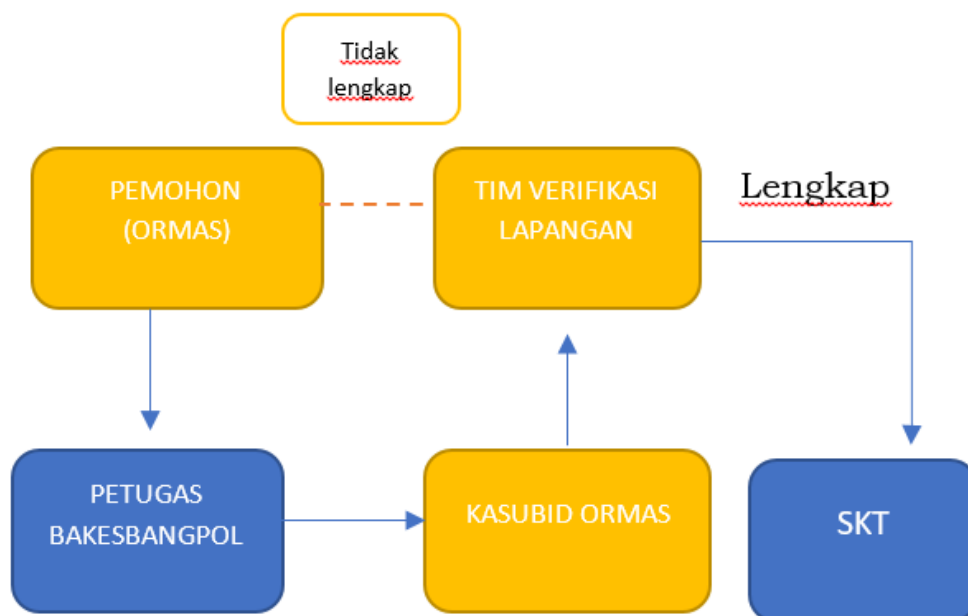 Tidak
lengkap
PEMOHON
(ORMAS)
TIM VERIFIKASI
LAPANGAN
Lengkap
PETUGAS
BAKESBANGPOL
KASUBID ORMAS
SKT